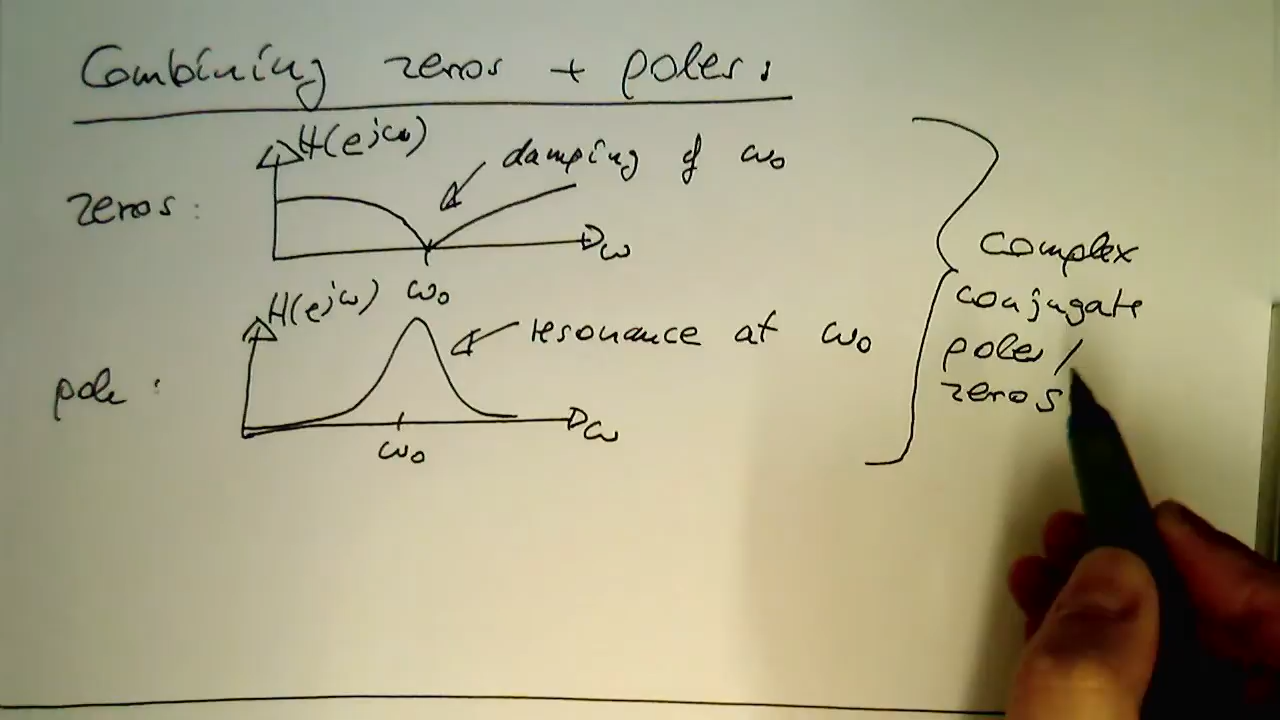 Combining zeros + poles:
H(e^jω)
damping of ω₀
zeros:
ω
ω₀
H(e^jω)
resonance at ω₀
pole:
ω
ω₀
complex
conjugate
poles/
zeros